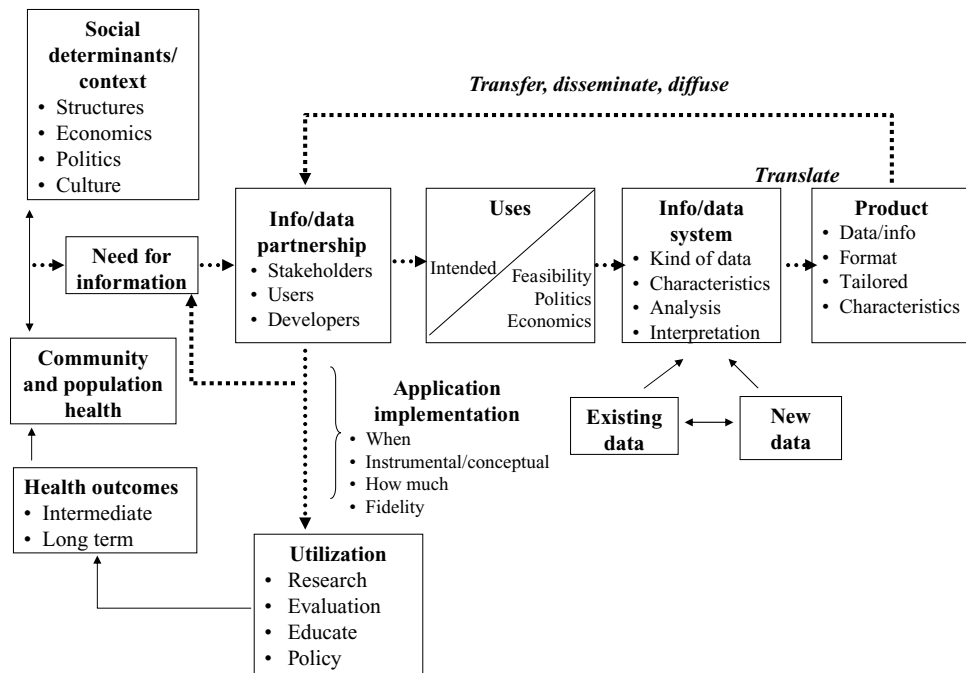 Social
determinants/
context
• Structures
• Economics
• Politics
• Culture
Transfer, disseminate, diffuse
Translate
Need for
information
Info/data
partnership
• Stakeholders
• Users
• Developers
Uses
Intended
Feasibility
Politics
Economics
Info/data
system
• Kind of data
• Characteristics
• Analysis
• Interpretation
Product
• Data/info
• Format
• Tailored
• Characteristics
Community
and population
health
Application
implementation
• When
• Instrumental/conceptual
• How much
• Fidelity
Existing
data
New
data
Health outcomes
• Intermediate
• Long term
Utilization
• Research
• Evaluation
• Educate
• Policy